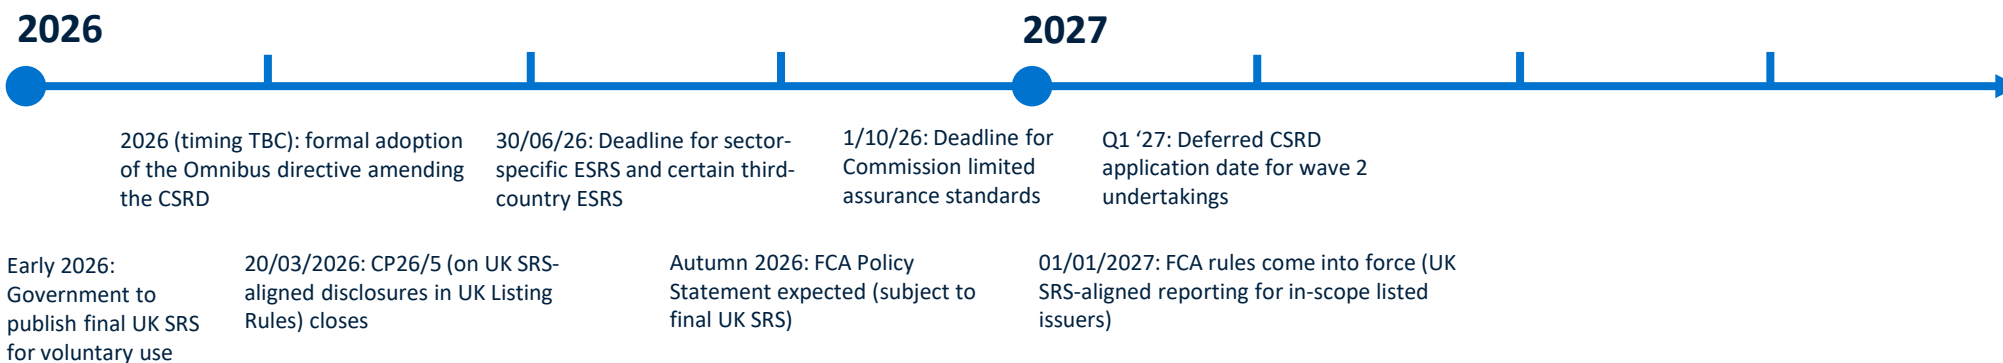 2026
2027
2026 (timing TBC): formal adoption
of the Omnibus directive amending
the CSRD
30/06/26: Deadline for sector-
specific ESRS and certain third-
country ESRS
1/10/26: Deadline for
Commission limited
assurance standards
Q1 ‘27: Deferred CSRD
application date for wave 2
undertakings
Early 2026:
Government to
publish final UK SRS
for voluntary use
20/03/2026: CP26/5 (on UK SRS-
aligned disclosures in UK Listing
Rules) closes
Autumn 2026: FCA Policy
Statement expected (subject to
final UK SRS)
01/01/2027: FCA rules come into force (UK
SRS-aligned reporting for in-scope listed
issuers)